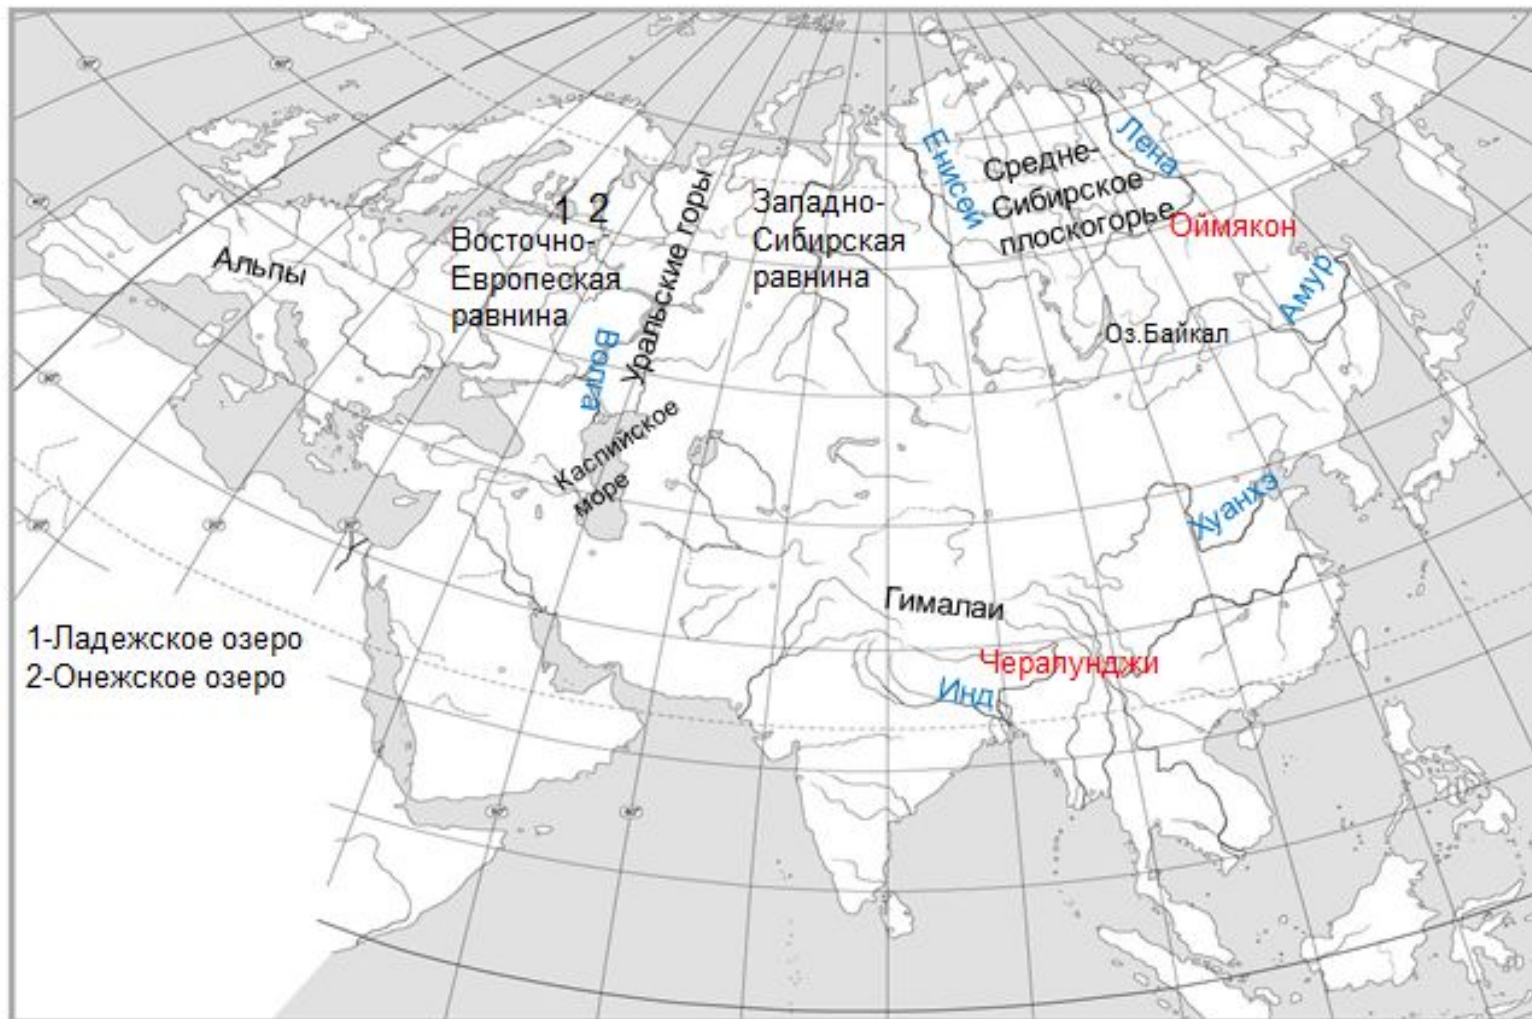 Енисей
Лена
Средне-
Сибирское
плоскогорье
Оймякон
1 2
Западно-
Сибирская
равнина
Уральские горы
Восточно-
Европеская
равнина
Альпы
Амур
Оз.Байкал
Волга
Каспийское
море
Хуанхэ
Гималаи
1-Ладежское озеро
2-Онежское озеро
Чералунджи
Инд